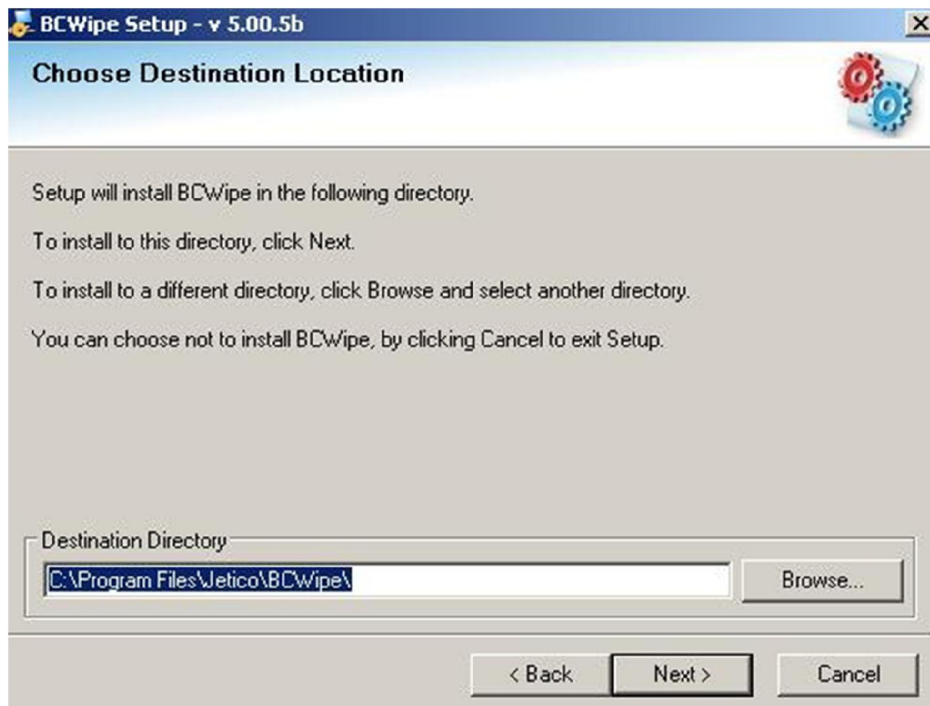 BCWipe Setup - v 5.00.5b
Choose Destination Location
Setup will install BCWipe in the following directory.
To install to this directory, click Next.
To install to a different directory, click Browse and select another directory.
You can choose not to install BCWipe, by clicking Cancel to exit Setup.
Destination Directory
C:\Program Files\Jetico\BCWipe\
Browse...
< Back
Next >
Cancel